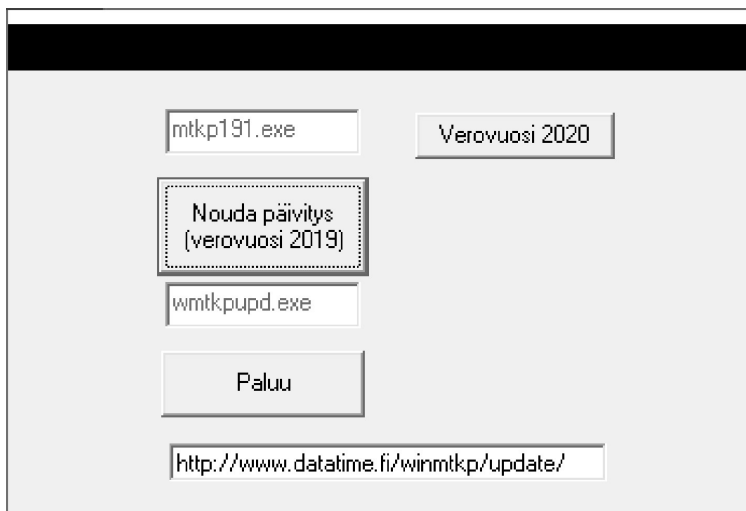 mtkp191.exe
Verovuosi 2020
Nouda päivitys
(verovuosi 2019)
wmtkpupd.exe
Paluu
http://www.datatime.fi/winmtkp/update/